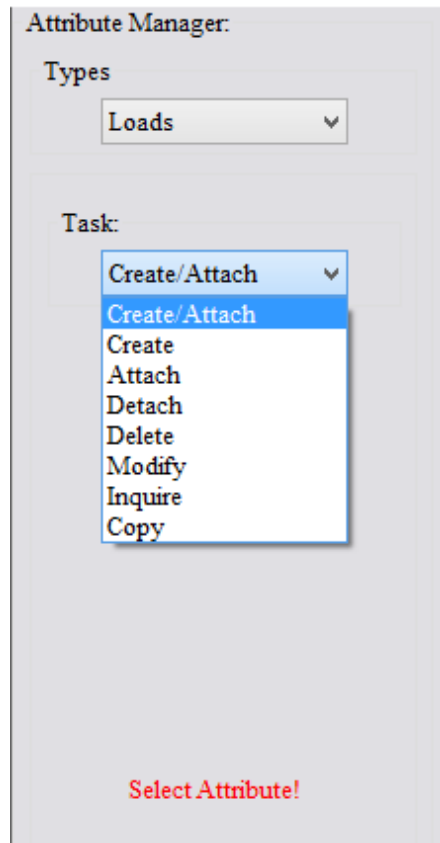 Attribute Manager:
Types
Loads
Task:
Create/Attach
Create/Attach
Create
Attach
Detach
Delete
Modify
Inquire
Copy
Select Attribute!